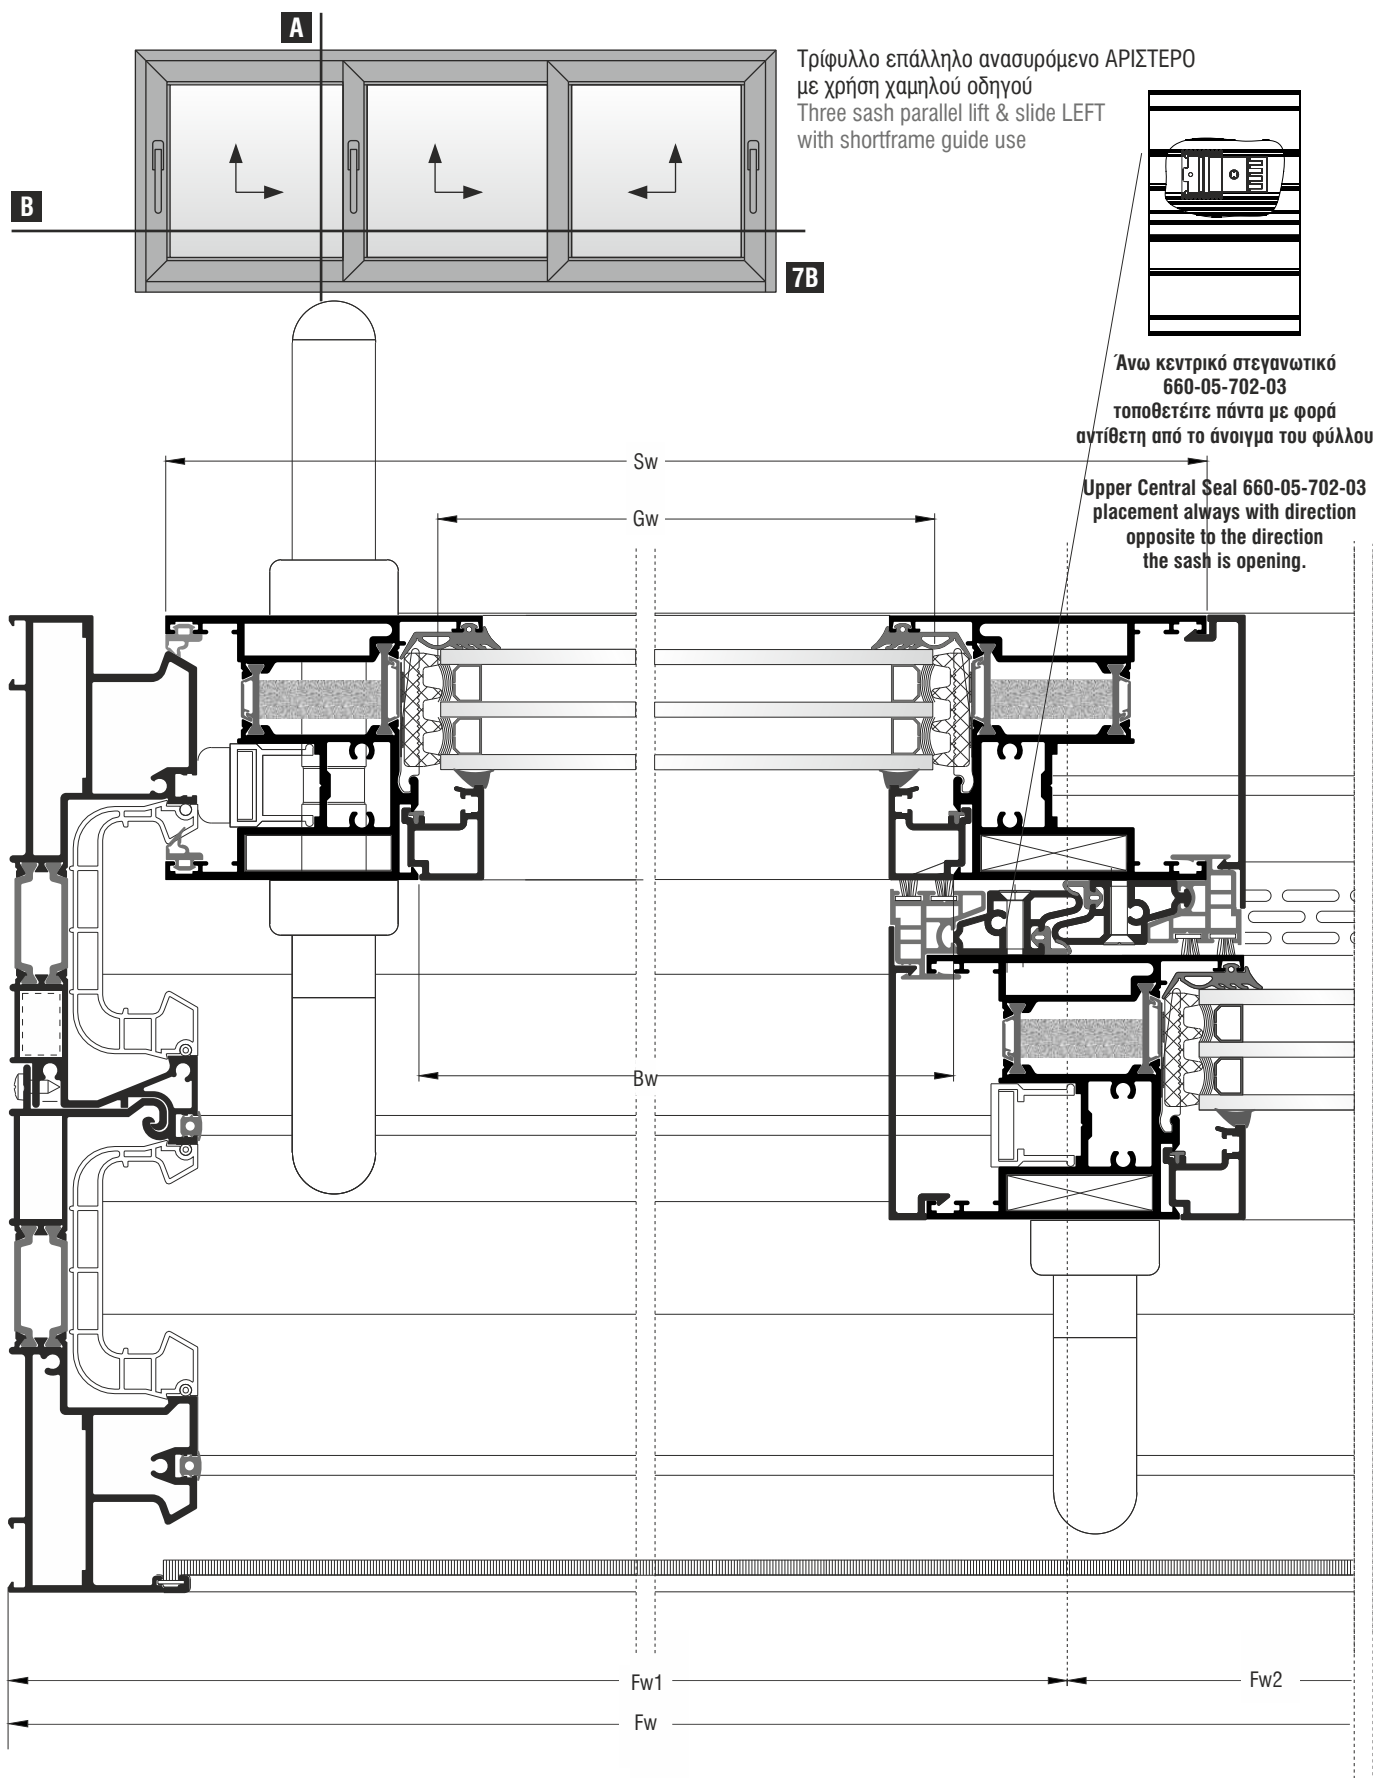 A
Τρίφυλλο επάλληλο ανασυρόμενο ΑΡΙΣΤΕΡΟ
με χρήση χαμηλού οδηγού
Three sash parallel lift & slide LEFT
with shortframe guide use
B
7B
Άνω κεντρικό στεγανωτικό
660-05-702-03
τοποθετέιτε πάντα με φορά
αντίθετη από το άνοιγμα του φύλλου
Sw
Upper Central Seal 660-05-702-03
placement always with direction
opposite to the direction
the sash is opening.
Gw
Bw
Fw1
Fw2
Fw